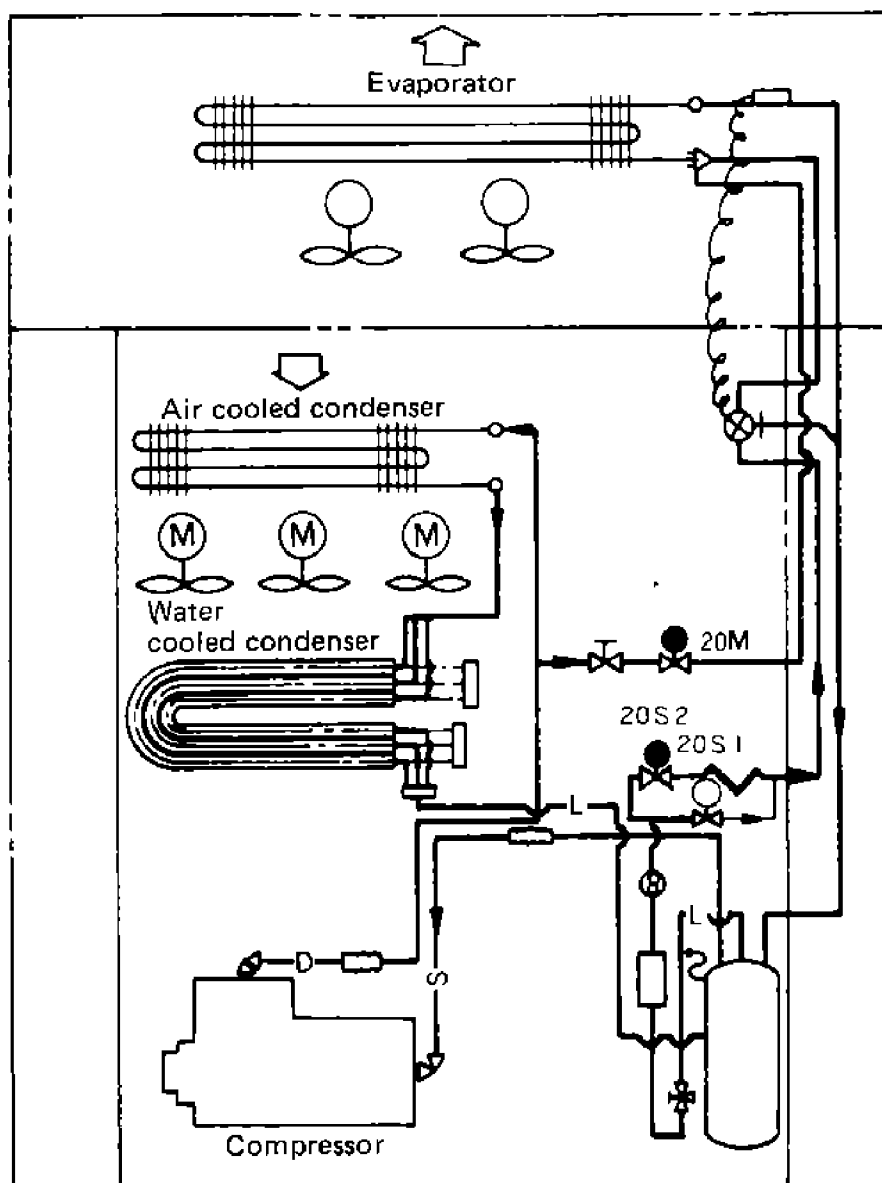 Evaporator
Air cooled condenser
M M M
Water
cooled condenser
20M
20S2
20S1
L
L
D
S
Compressor